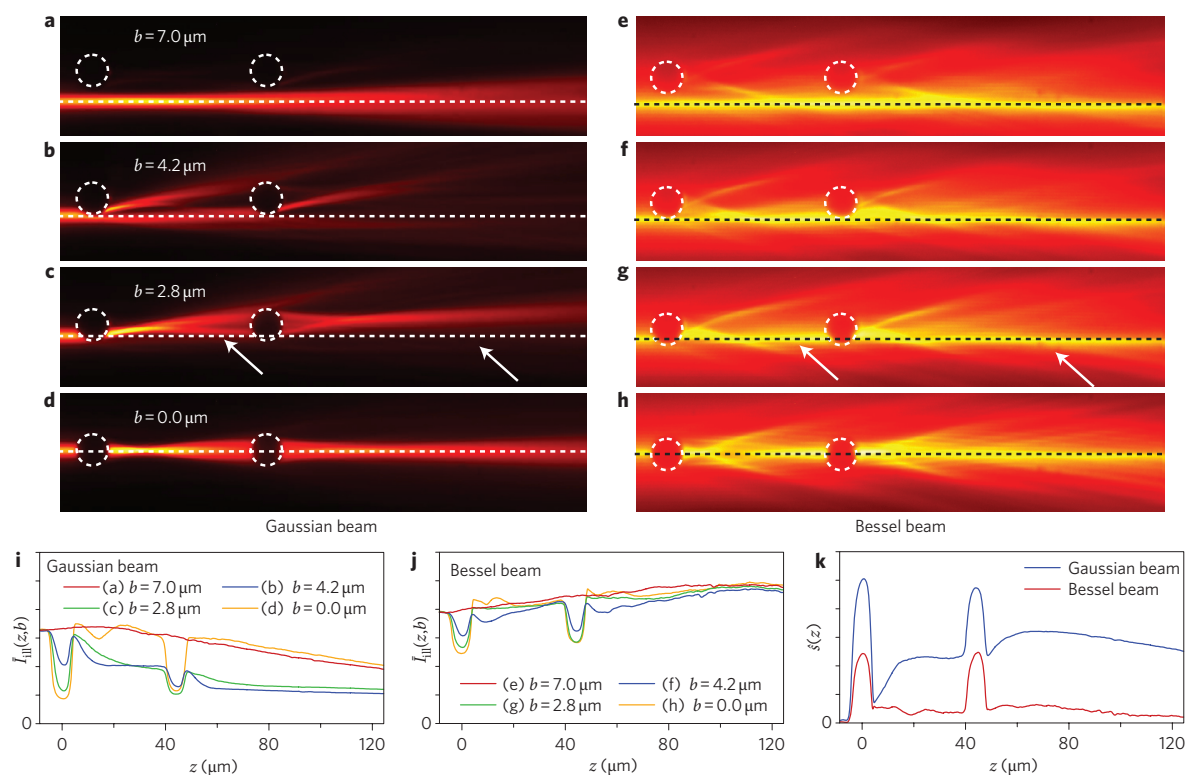 a
b = 7.0 μm
e
b
b = 4.2 μm
f
c
b = 2.8 μm
g
d
b = 0.0 μm
h
Gaussian beam
Bessel beam
i
Gaussian beam
(a) b = 7.0 μm
(b) b = 4.2 μm
(c) b = 2.8 μm
(d) b = 0.0 μm
Īill(z,b)
0
0
40
80
120
z (μm)
j
Bessel beam
(e) b = 7.0 μm
(f) b = 4.2 μm
(g) b = 2.8 μm
(h) b = 0.0 μm
Īill(z,b)
0
0
40
80
120
z (μm)
k
Gaussian beam
Bessel beam
ŝ(z)
0
0
40
80
120
z (μm)